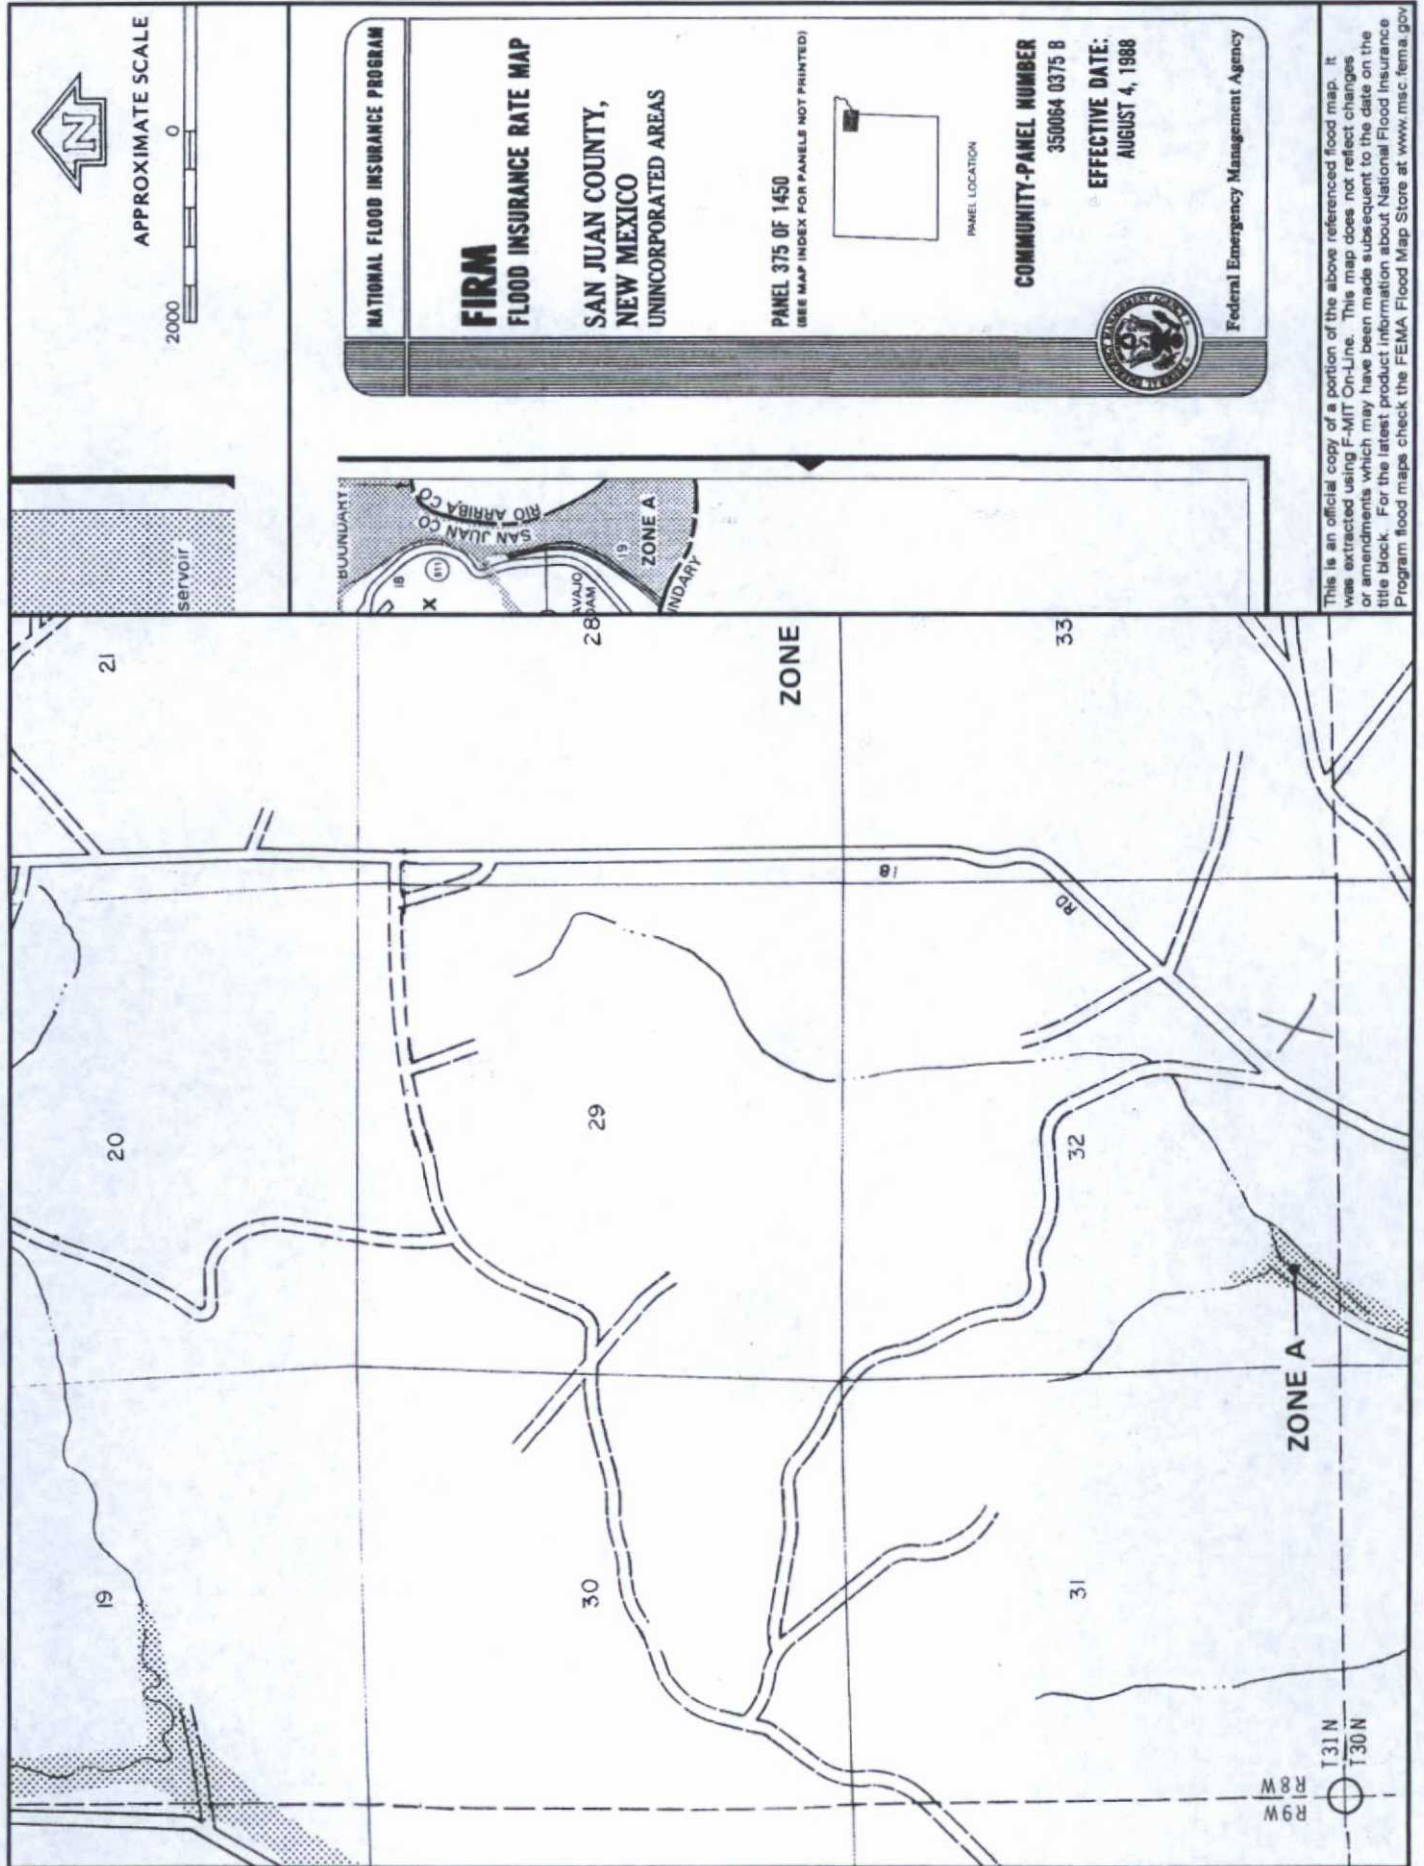 APPROXIMATE SCALE
2000 0
N
NATIONAL FLOOD INSURANCE PROGRAM
FIRM
FLOOD INSURANCE RATE MAP
SAN JUAN COUNTY,
NEW MEXICO
UNINCORPORATED AREAS
PANEL 375 OF 1450
(SEE MAP INDEX FOR PANELS NOT PRINTED)
PANEL LOCATION
COMMUNITY-PANEL NUMBER
350064 0375 B
EFFECTIVE DATE:
AUGUST 4, 1988
Federal Emergency Management Agency
This is an official copy of a portion of the above referenced flood map. It
was extracted using F-MIT On-Line. This map does not reflect changes
or amendments which may have been made subsequent to the date on the
title block. For the latest product information about National Flood Insurance
Program flood maps check the FEMA Flood Map Store at www.msc.fema.gov
servoir
BOUNDARY
RIO ARRIBA CO
SAN JUAN CO
18
511
X
19
ZONE A
AVAJO
DAM
NDARY
21
28
ZONE
33
18
RD
20
29
32
19
30
31
ZONE A
R9W R8W
T31N
T30N